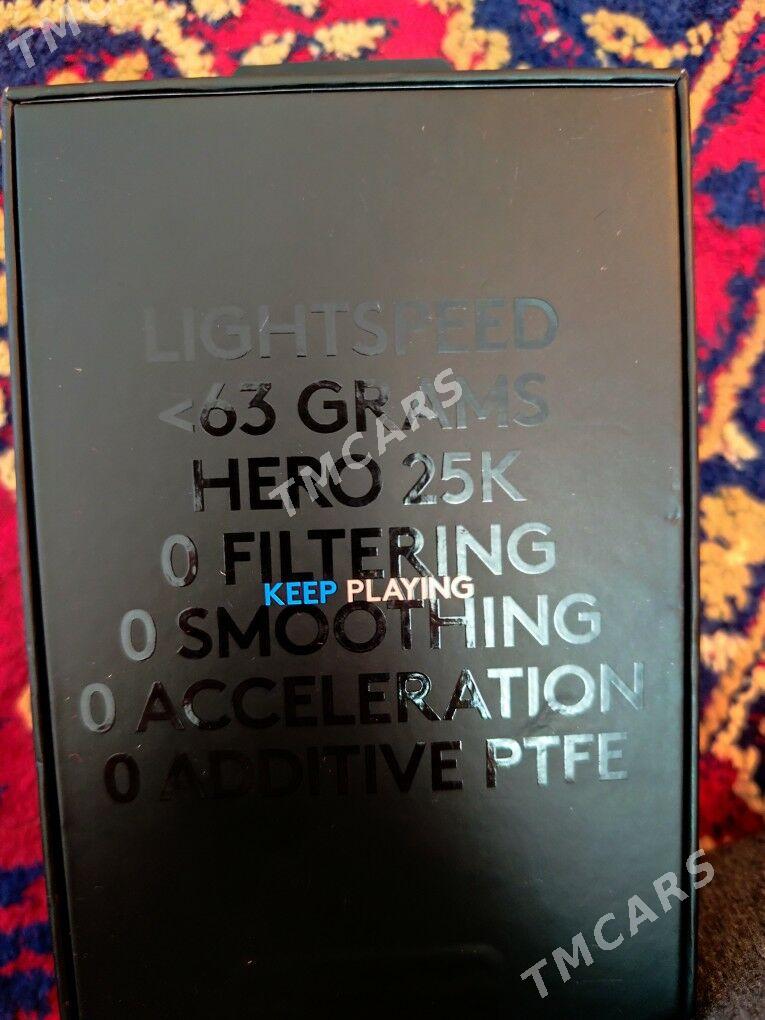 TMCARS
LIGHTSPEED
<63 GRAMS
TMCARS
HERO 25K
0 FILTERING
KEEP PLAYING
0 SMOOTHING
0 ACCELERATION
0 ADDITIVE PTFE
TMCARS